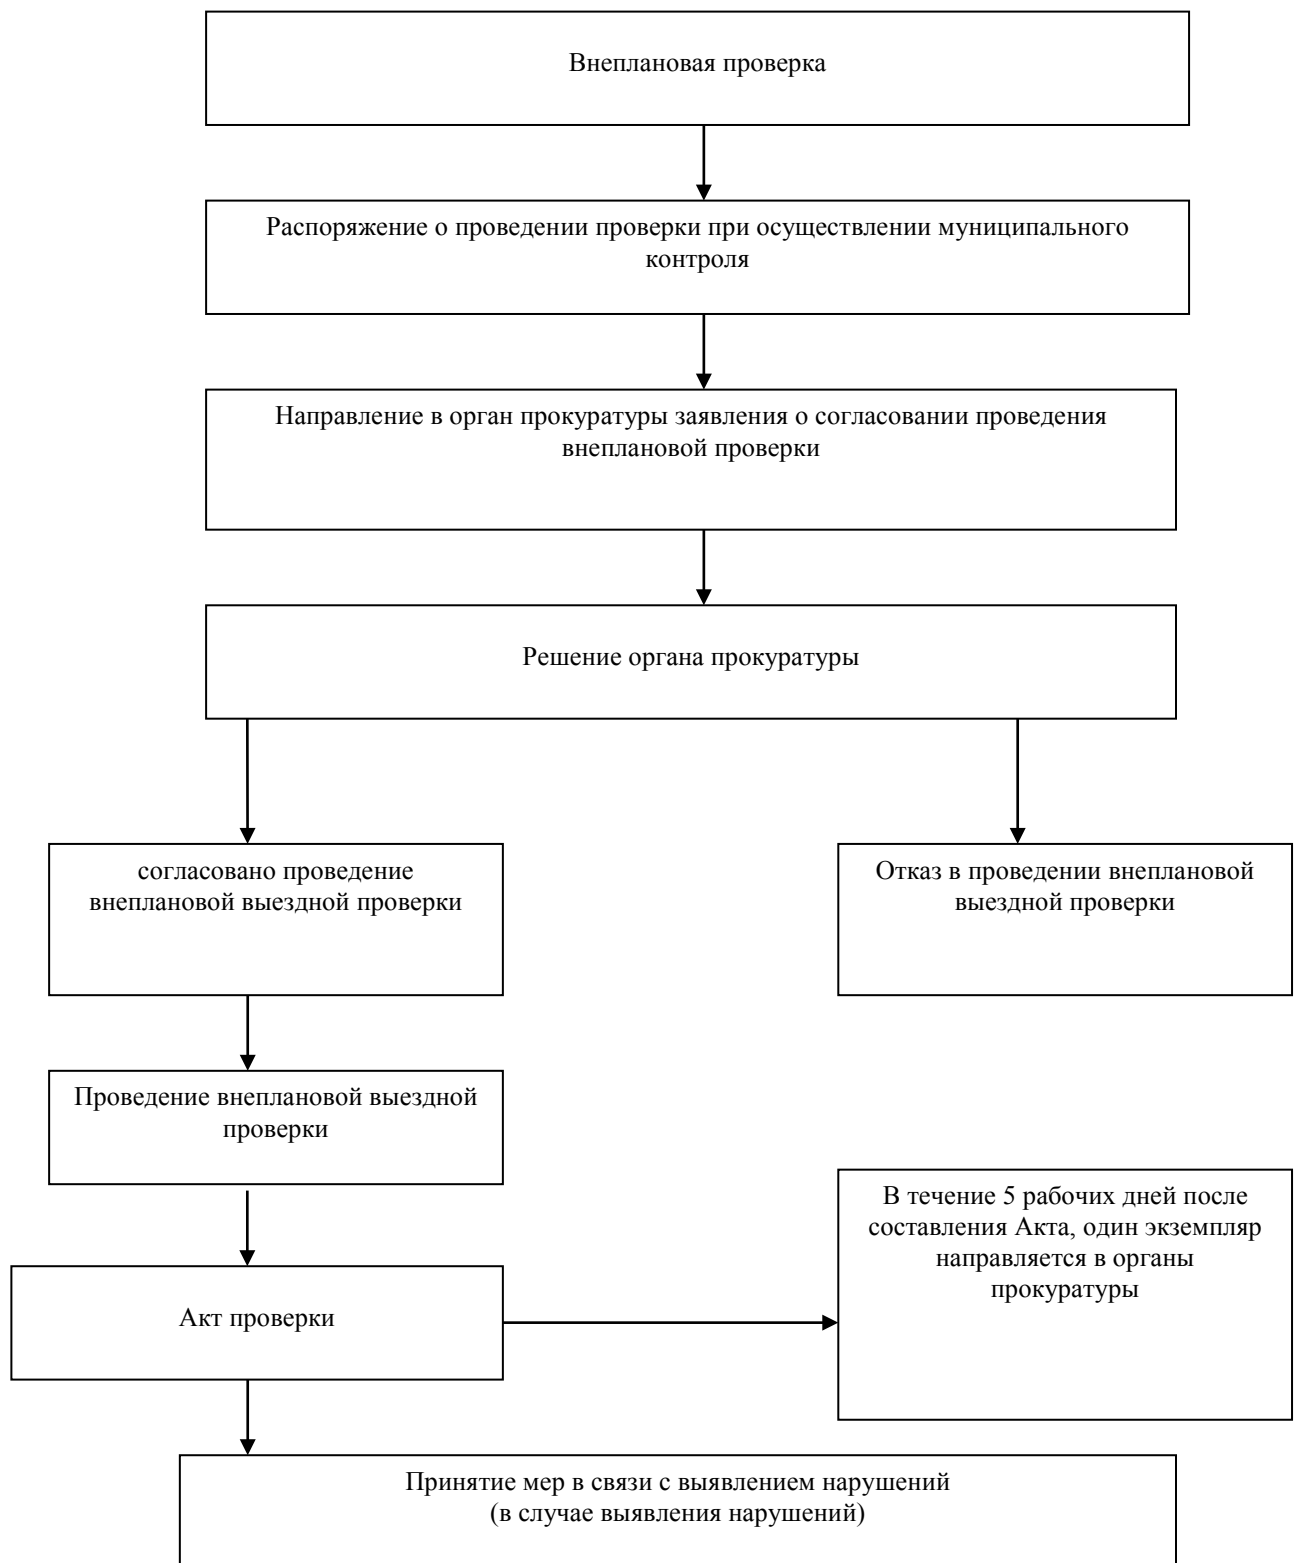 Внеплановая проверка
Распоряжение о проведении проверки при осуществлении муниципального
контроля
Направление в орган прокуратуры заявления о согласовании проведения
внеплановой проверки
Решение органа прокуратуры
согласовано проведение
внеплановой выездной проверки
Отказ в проведении внеплановой
выездной проверки
Проведение внеплановой выездной
проверки
В течение 5 рабочих дней после
составления Акта, один экземпляр
направляется в органы
прокуратуры
Акт проверки
Принятие мер в связи с выявлением нарушений
(в случае выявления нарушений)